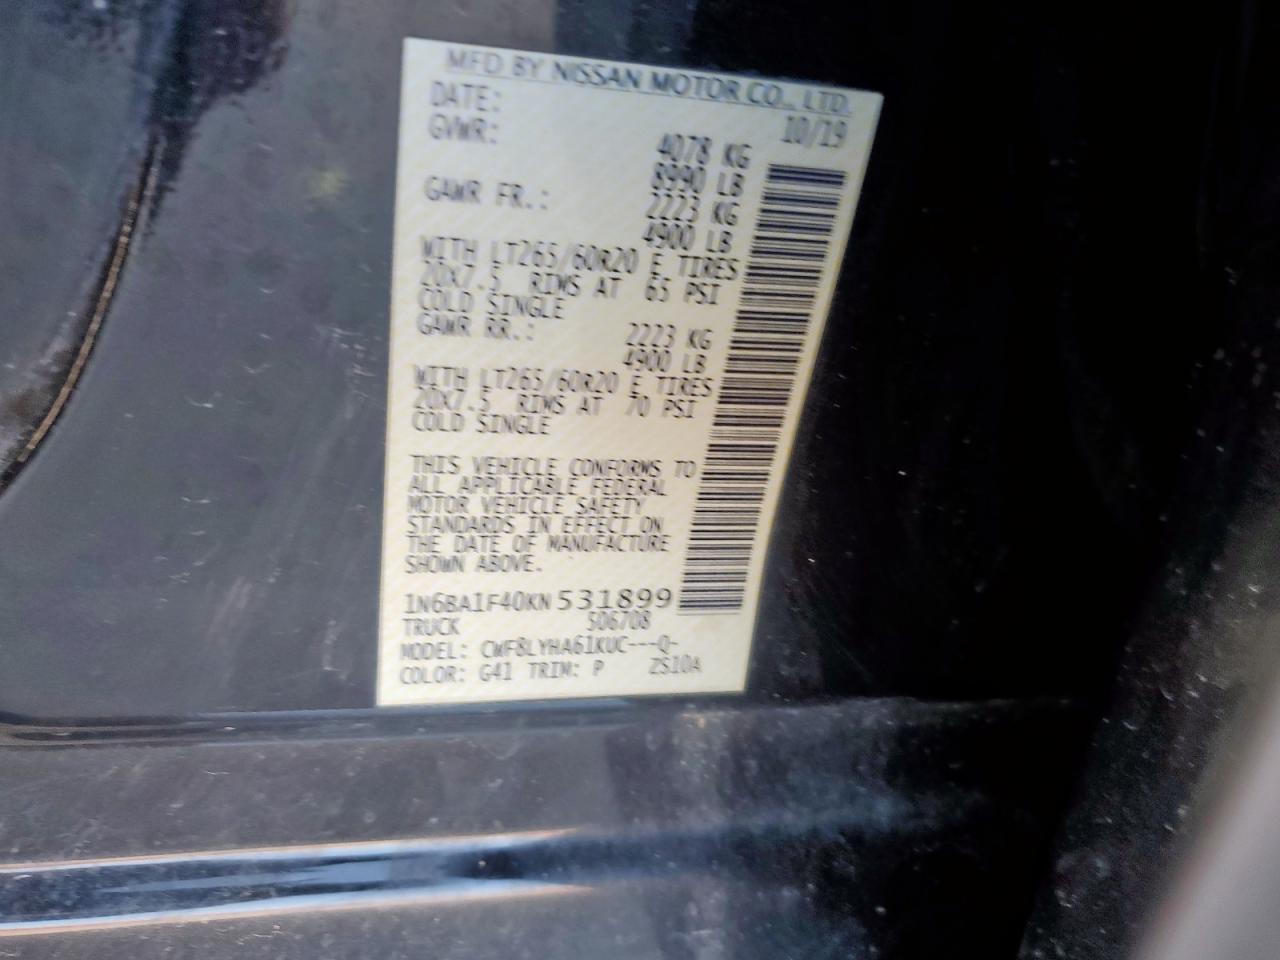 MFD BY NISSAN MOTOR CO., LTD.
DATE: 10/19
GVWR: 4078 KG
8990 LB
GAWR FR.: 2223 KG
4900 LB
WITH LT265/60R20 E TIRES
20X7.5 RIMS AT 65 PSI
COLD SINGLE
GAWR RR.: 2223 KG
4900 LB
WITH LT265/60R20 E TIRES
20X7.5 RIMS AT 70 PSI
COLD SINGLE
THIS VEHICLE CONFORMS TO
ALL APPLICABLE FEDERAL
MOTOR VEHICLE SAFETY
STANDARDS IN EFFECT ON
THE DATE OF MANUFACTURE
SHOWN ABOVE.
1N6BA1F40KN531899
TRUCK 506708
MODEL: CWF8LYHA61KUC---Q-
COLOR: G41 TRIM: P ZS10A